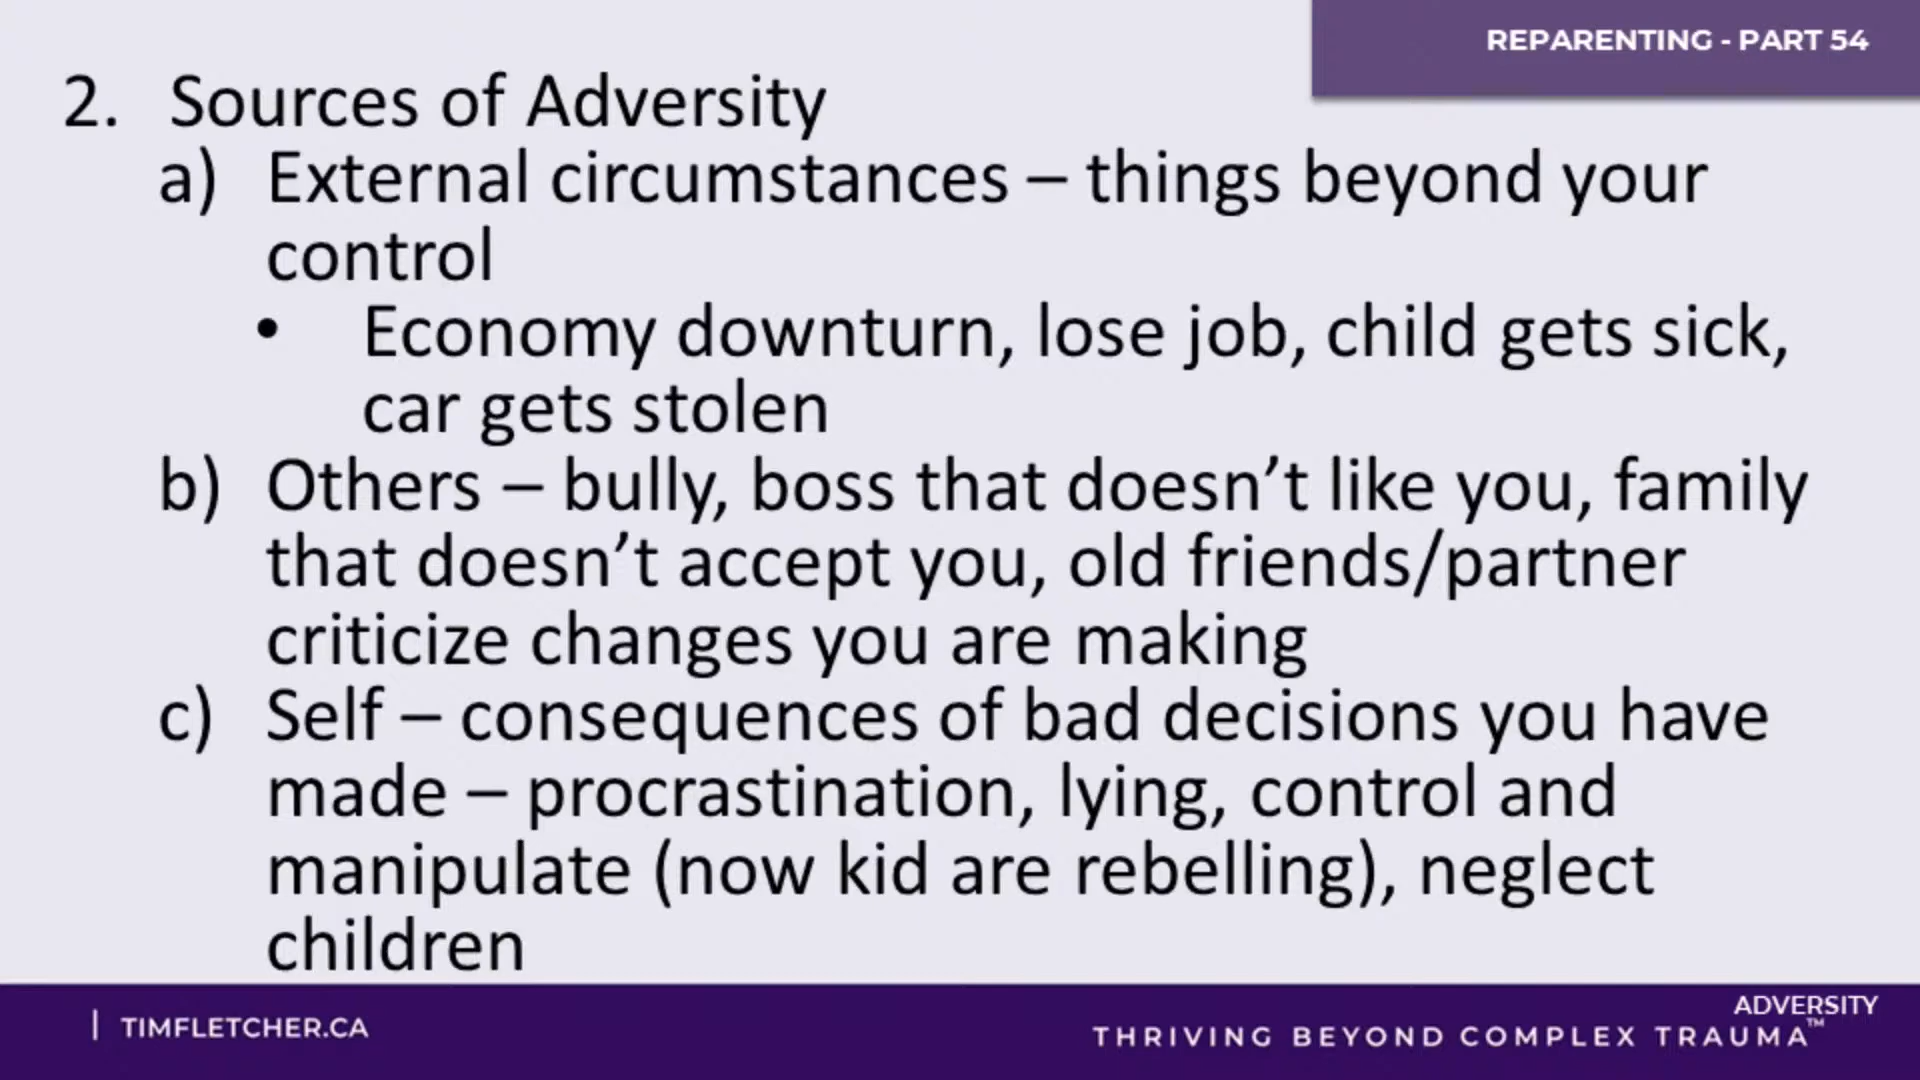 REPARENTING - PART 54
2. Sources of Adversity
a) External circumstances – things beyond your
control
• Economy downturn, lose job, child gets sick,
car gets stolen
b) Others – bully, boss that doesn’t like you, family
that doesn’t accept you, old friends/partner
criticize changes you are making
c) Self – consequences of bad decisions you have
made – procrastination, lying, control and
manipulate (now kid are rebelling), neglect
children
| TIMFLETCHER.CA
ADVERSITY
THRIVING BEYOND COMPLEX TRAUMA™